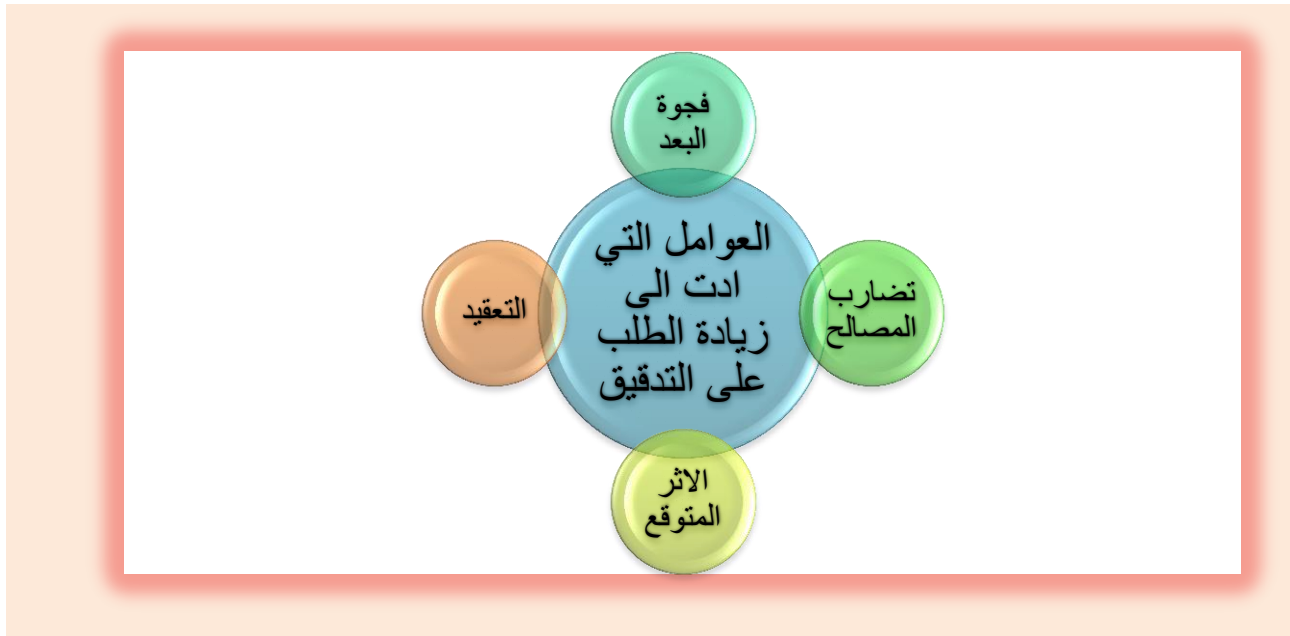 فجوة
البعد
العوامل التي
ادت الى
زيادة الطلب
على التدقيق
تضارب
المصالح
التعقيد
الاثر
المتوقع